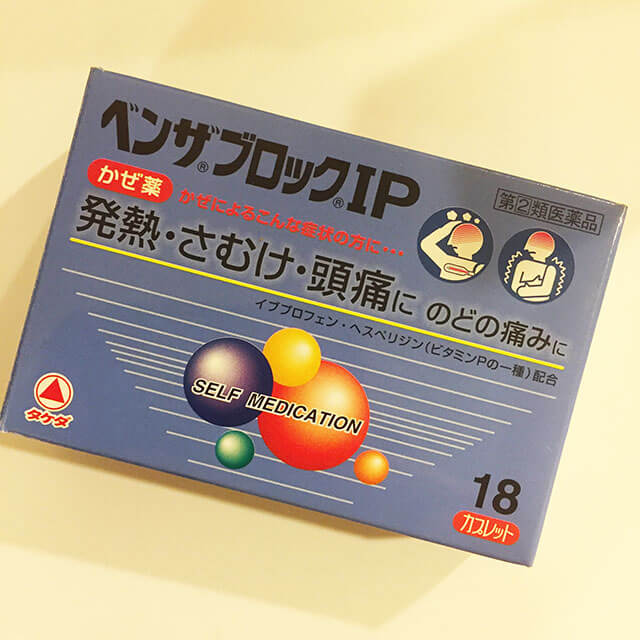 ベンザ®ブロック®IP
指定②類医薬品
かぜ薬
かぜによるこんな症状の方に…
発熱・さむけ・頭痛に のどの痛みに
イブプロフェン・ヘスペリジン(ビタミンPの一種)配合
SELF MEDICATION
タケダ
18
カプレット